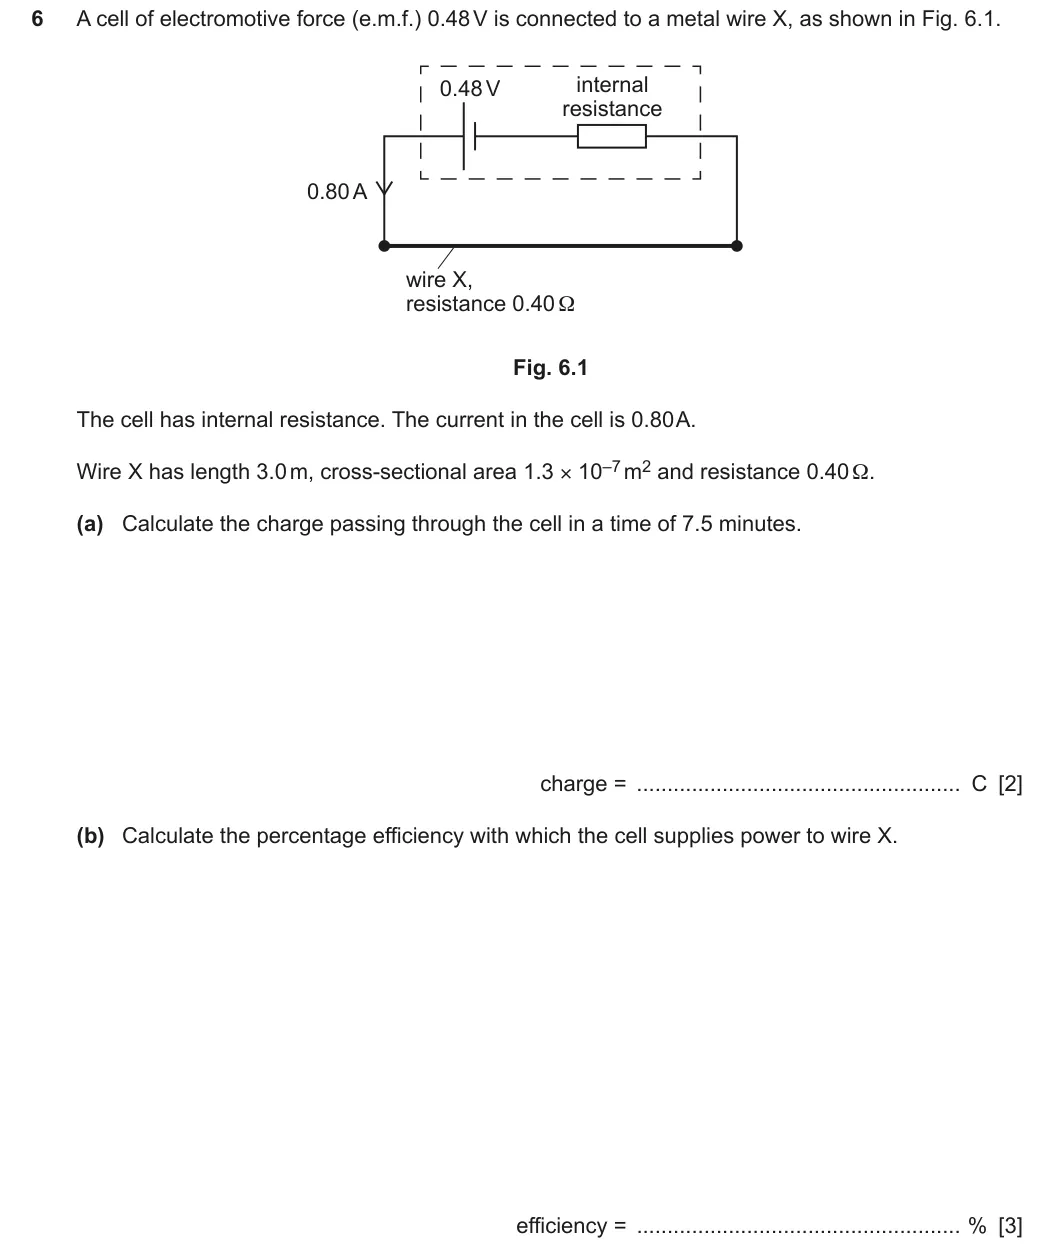 6 A cell of electromotive force (e.m.f.) 0.48 V is connected to a metal wire X, as shown in Fig. 6.1.
0.48 V
internal
resistance
0.80 A
wire X,
resistance 0.40 Ω
Fig. 6.1
The cell has internal resistance. The current in the cell is 0.80 A.
Wire X has length 3.0 m, cross-sectional area 1.3 × 10⁻⁷ m² and resistance 0.40 Ω.
(a) Calculate the charge passing through the cell in a time of 7.5 minutes.
charge = ..................................................... C [2]
(b) Calculate the percentage efficiency with which the cell supplies power to wire X.
efficiency = ..................................................... % [3]